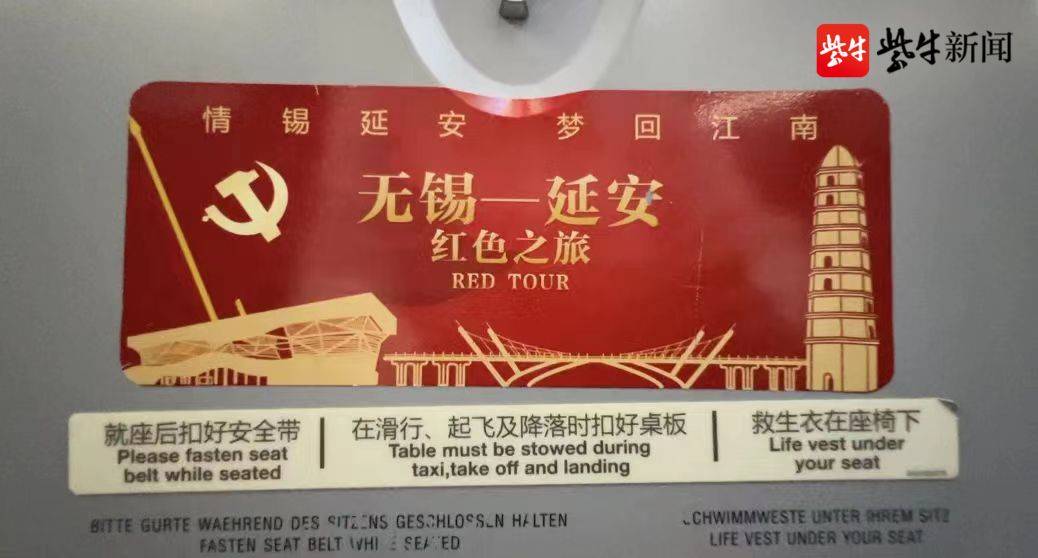 紫牛 紫牛新闻
情锡延安 梦回江南
无锡—延安
红色之旅
RED TOUR
就座后扣好安全带
Please fasten seat
belt while seated
在滑行、起飞及降落时扣好桌板
Table must be stowed during
taxi,take off and landing
救生衣在座椅下
Life vest under
your seat
BITTE GURTE WAEHREND DES SITZENS GESCHLOSSEN HALTEN
FASTEN SEAT BELT WHILE SEATED
SCHWIMMWESTE UNTER IHREM SITZ
LIFE VEST UNDER YOUR SEAT